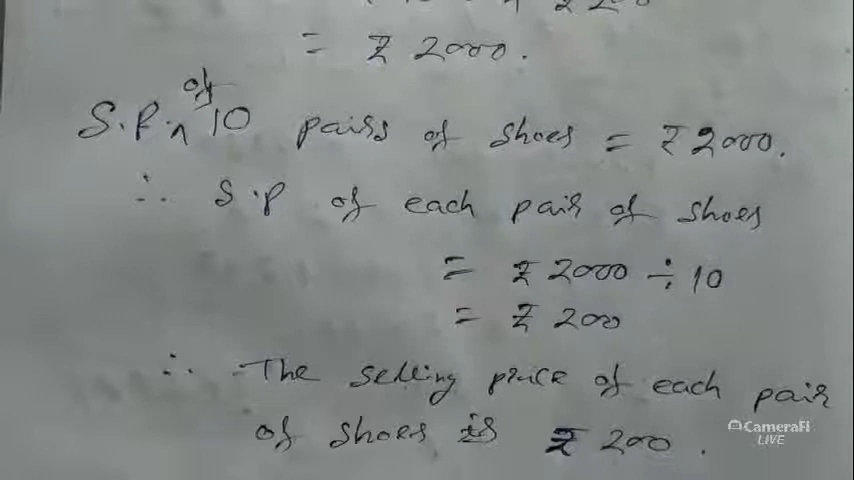 ₹ 200
= ₹ 2000.
S.P. of 10 pairs of shoes = ₹ 2000.
∴ S.P of each pair of shoes
= ₹ 2000 ÷ 10
= ₹ 200
∴ The selling price of each pair
of shoes is ₹ 200.
CameraFi
LIVE